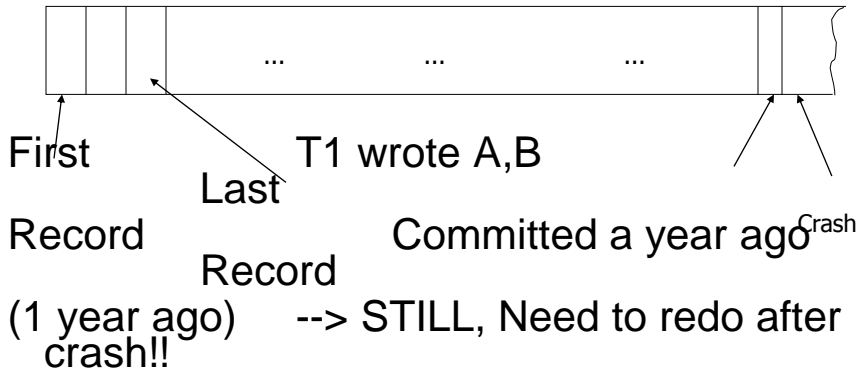 ... ... ...
First T1 wrote A,B
Last
Record Committed a year ago Crash
Record
(1 year ago) --> STILL, Need to redo after
crash!!